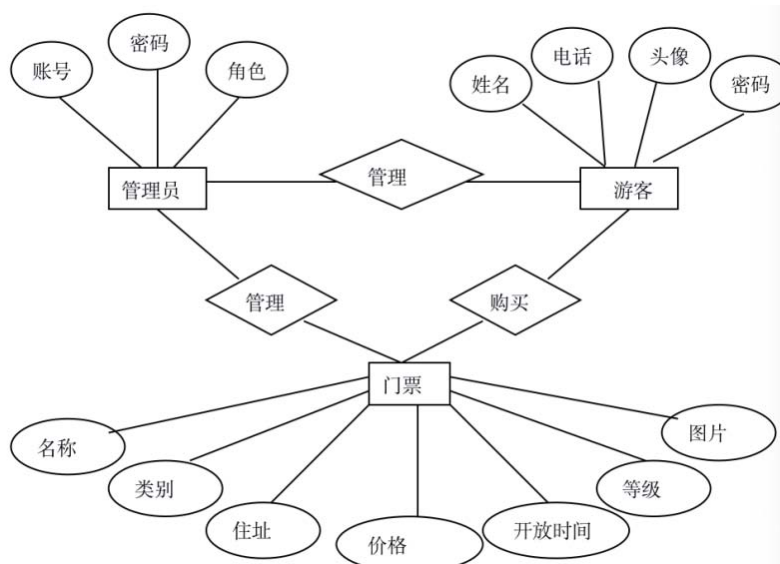 账号
密码
角色
姓名
电话
头像
密码
管理员
管理
游客
管理
购买
门票
名称
类别
住址
价格
开放时间
等级
图片